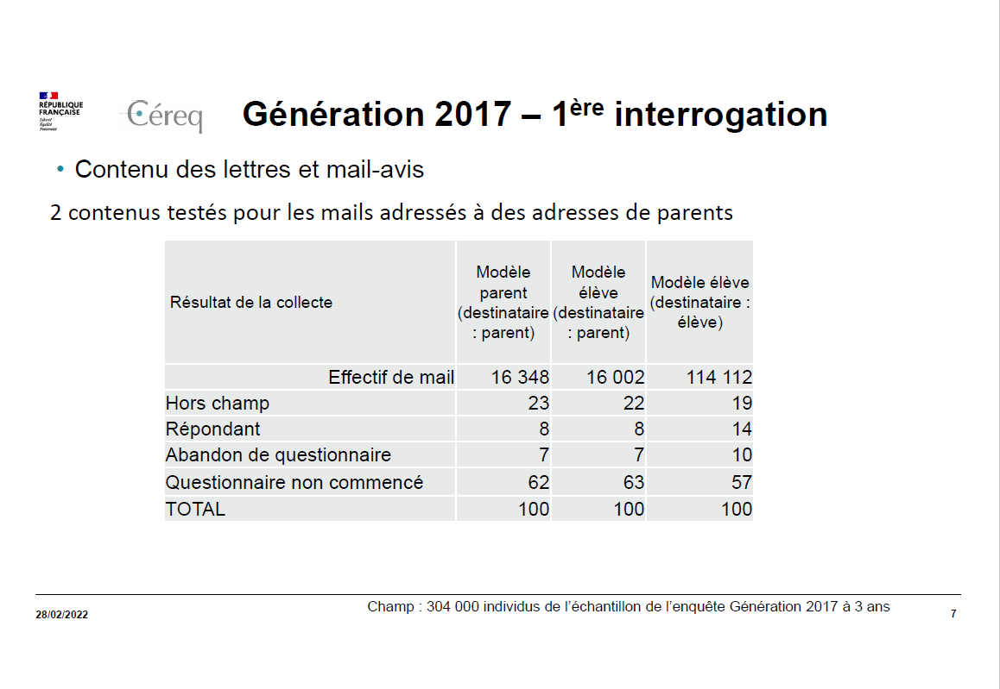 RÉPUBLIQUE
FRANÇAISE
Liberté
Égalité
Fraternité
Céreq
Génération 2017 – 1ère interrogation
• Contenu des lettres et mail-avis
2 contenus testés pour les mails adressés à des adresses de parents
Résultat de la collecte
Modèle
parent
(destinataire
: parent)
Modèle
élève
(destinataire
: parent)
Modèle élève
(destinataire :
élève)
Effectif de mail 16 348 16 002 114 112
Hors champ 23 22 19
Répondant 8 8 14
Abandon de questionnaire 7 7 10
Questionnaire non commencé 62 63 57
TOTAL 100 100 100
Champ : 304 000 individus de l’échantillon de l’enquête Génération 2017 à 3 ans
28/02/2022
7